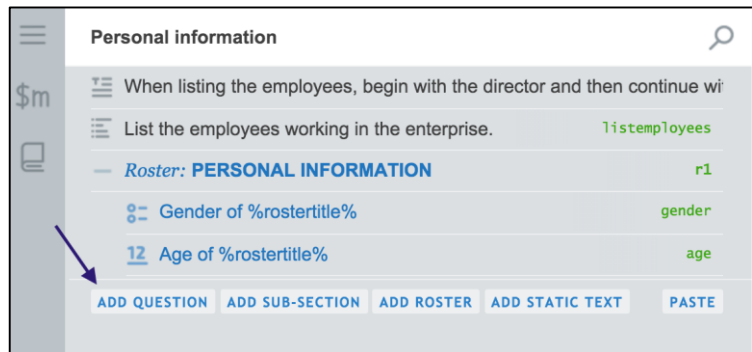 Personal information
$m
When listing the employees, begin with the director and then continue
List the employees working in the enterprise. listemployees
Roster: PERSONAL INFORMATION r1
Gender of %rostertitle% gender
12 Age of %rostertitle% age
ADD QUESTION ADD SUB-SECTION ADD ROSTER ADD STATIC TEXT PASTE